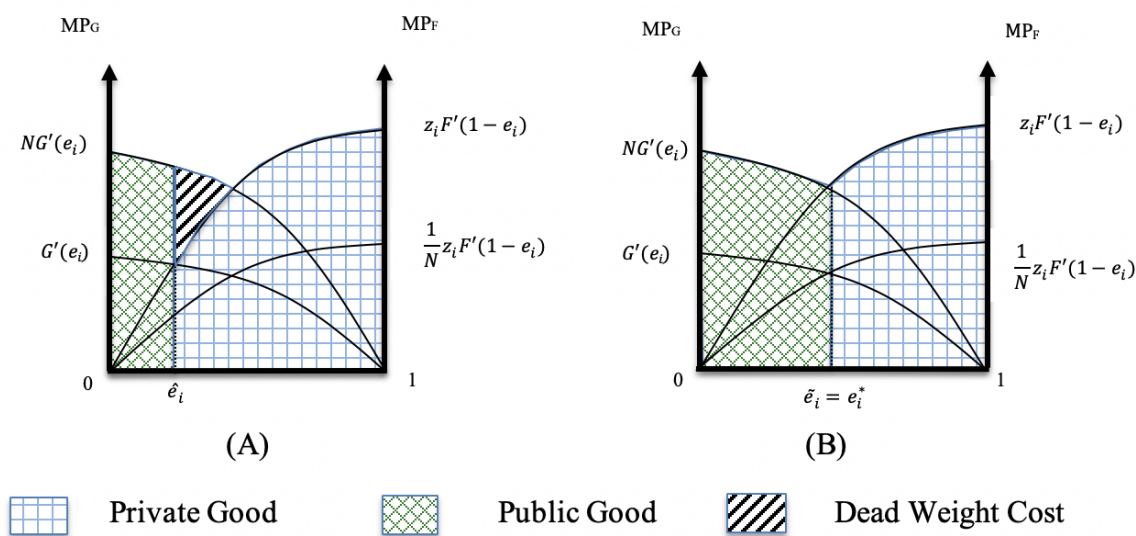 MPG MPF
zᵢF′(1 − eᵢ)
NG′(eᵢ)
G′(eᵢ)
1/N zᵢF′(1 − eᵢ)
0 1
êᵢ
(A)
MPG MPF
zᵢF′(1 − eᵢ)
NG′(eᵢ)
G′(eᵢ)
1/N zᵢF′(1 − eᵢ)
0 1
ẽᵢ = eᵢ*
(B)
Private Good Public Good Dead Weight Cost